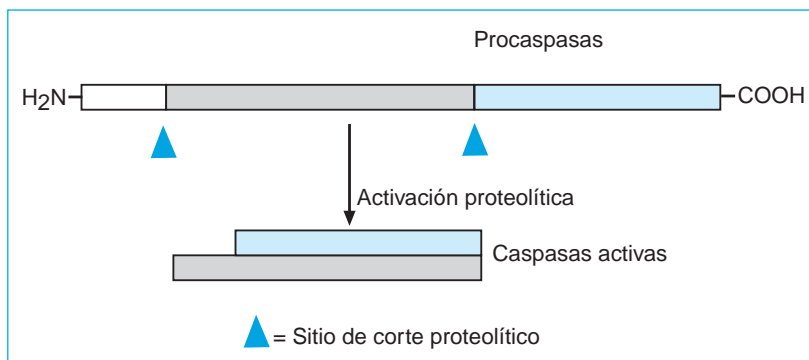 Procaspasas
H2N
COOH
Activación proteolítica
Caspasas activas
= Sitio de corte proteolítico